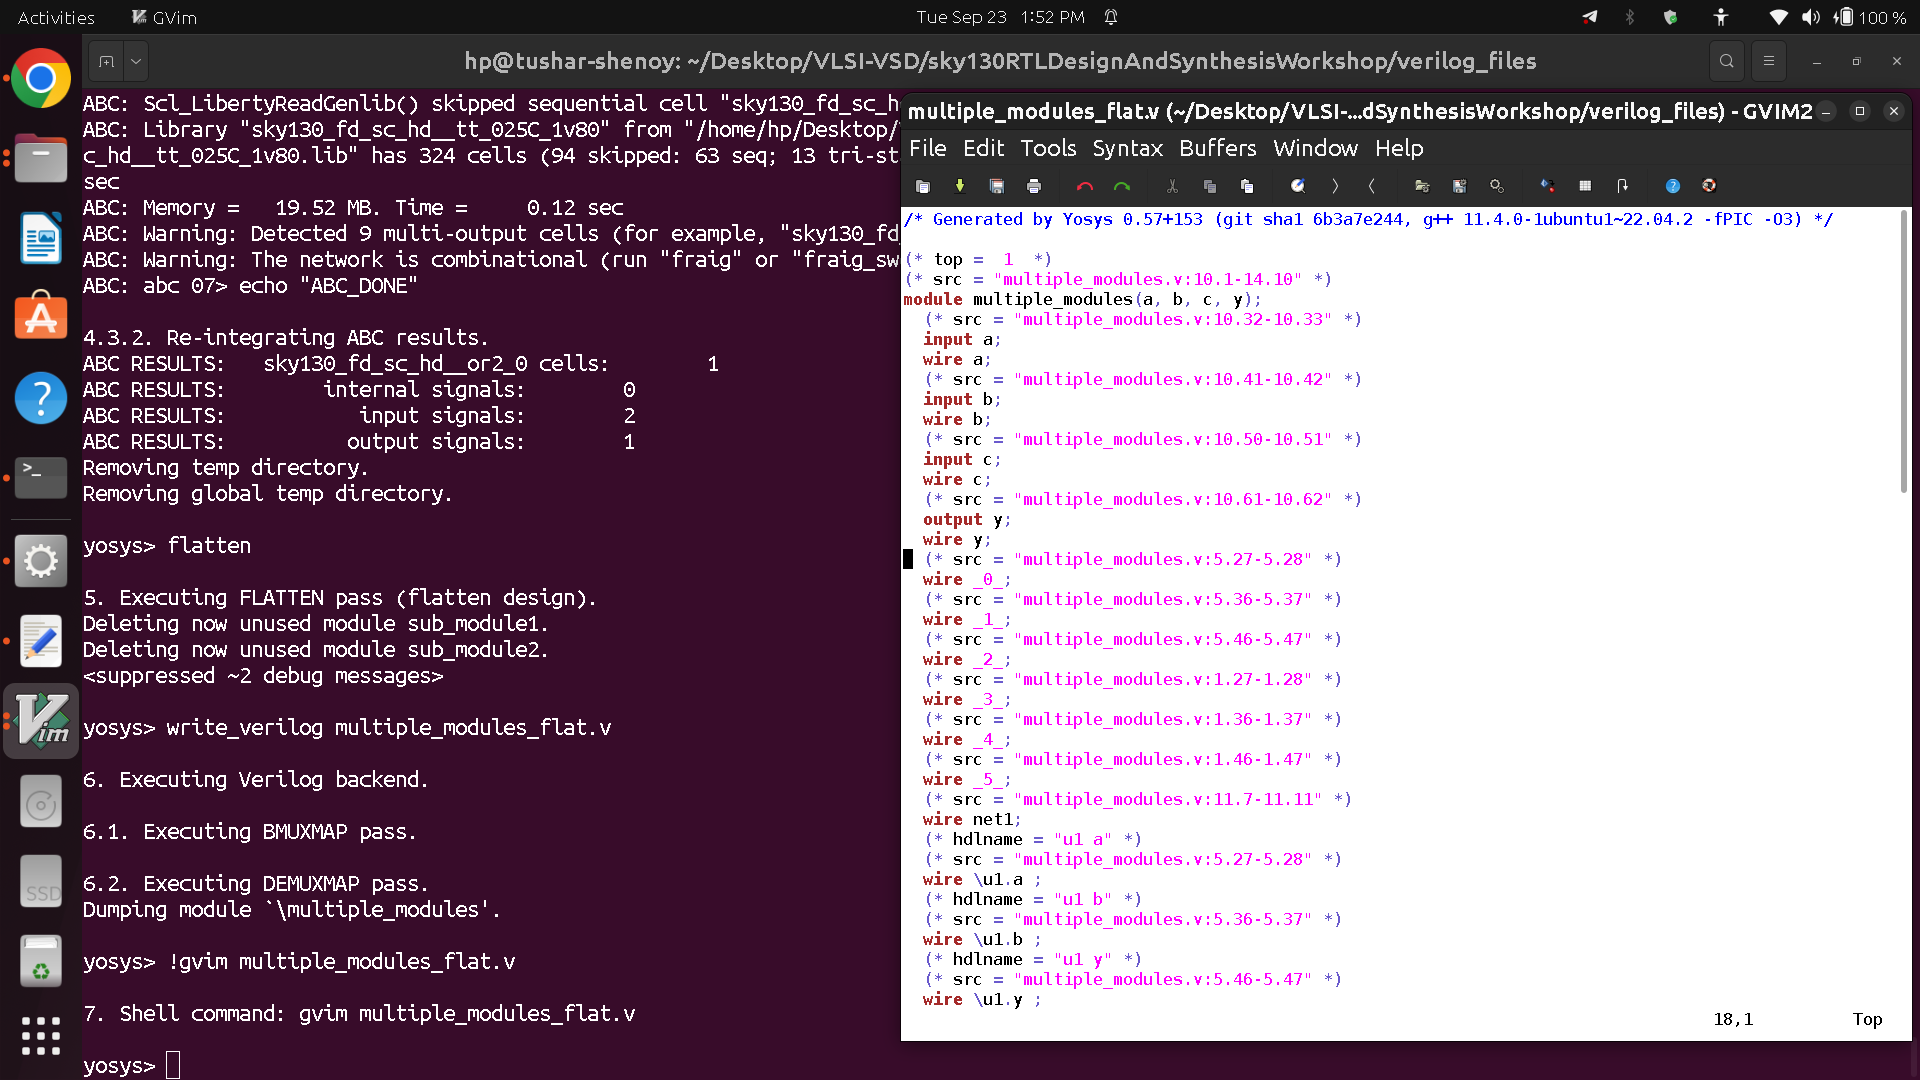 Activities
GVim
Tue Sep 23 1:52 PM
100 %
hp@tushar-shenoy: ~/Desktop/VLSI-VSD/sky130RTLDesignAndSynthesisWorkshop/verilog_files
ABC: Scl_LibertyReadGenlib() skipped sequential cell "sky130_fd_sc_h
ABC: Library "sky130_fd_sc_hd__tt_025C_1v80" from "/home/hp/Desktop/
c_hd__tt_025C_1v80.lib" has 324 cells (94 skipped: 63 seq; 13 tri-st
sec
ABC: Memory =   19.52 MB. Time =     0.12 sec
ABC: Warning: Detected 9 multi-output cells (for example, "sky130_fd_
ABC: Warning: The network is combinational (run "fraig" or "fraig_sw
ABC: abc 07> echo "ABC_DONE"
4.3.2. Re-integrating ABC results.
ABC RESULTS:   sky130_fd_sc_hd__or2_0 cells:        1
ABC RESULTS:        internal signals:        0
ABC RESULTS:           input signals:        2
ABC RESULTS:          output signals:        1
Removing temp directory.
Removing global temp directory.
yosys> flatten
5. Executing FLATTEN pass (flatten design).
Deleting now unused module sub_module1.
Deleting now unused module sub_module2.
<suppressed ~2 debug messages>
yosys> write_verilog multiple_modules_flat.v
6. Executing Verilog backend.
6.1. Executing BMUXMAP pass.
6.2. Executing DEMUXMAP pass.
Dumping module `\multiple_modules'.
yosys> !gvim multiple_modules_flat.v
7. Shell command: gvim multiple_modules_flat.v
yosys>
multiple_modules_flat.v (~/Desktop/VLSI-...dSynthesisWorkshop/verilog_files) - GVIM2
File Edit Tools Syntax Buffers Window Help
/* Generated by Yosys 0.57+153 (git sha1 6b3a7e244, g++ 11.4.0-1ubuntu1~22.04.2 -fPIC -O3) */
(* top =  1  *)
(* src = "multiple_modules.v:10.1-14.10" *)
module multiple_modules(a, b, c, y);
  (* src = "multiple_modules.v:10.32-10.33" *)
  input a;
  wire a;
  (* src = "multiple_modules.v:10.41-10.42" *)
  input b;
  wire b;
  (* src = "multiple_modules.v:10.50-10.51" *)
  input c;
  wire c;
  (* src = "multiple_modules.v:10.61-10.62" *)
  output y;
  wire y;
  (* src = "multiple_modules.v:5.27-5.28" *)
  wire _0_;
  (* src = "multiple_modules.v:5.36-5.37" *)
  wire _1_;
  (* src = "multiple_modules.v:5.46-5.47" *)
  wire _2_;
  (* src = "multiple_modules.v:1.27-1.28" *)
  wire _3_;
  (* src = "multiple_modules.v:1.36-1.37" *)
  wire _4_;
  (* src = "multiple_modules.v:1.46-1.47" *)
  wire _5_;
  (* src = "multiple_modules.v:11.7-11.11" *)
  wire net1;
  (* hdlname = "u1 a" *)
  (* src = "multiple_modules.v:5.27-5.28" *)
  wire \u1.a ;
  (* hdlname = "u1 b" *)
  (* src = "multiple_modules.v:5.36-5.37" *)
  wire \u1.b ;
  (* hdlname = "u1 y" *)
  (* src = "multiple_modules.v:5.46-5.47" *)
  wire \u1.y ;
18,1 Top
SSD